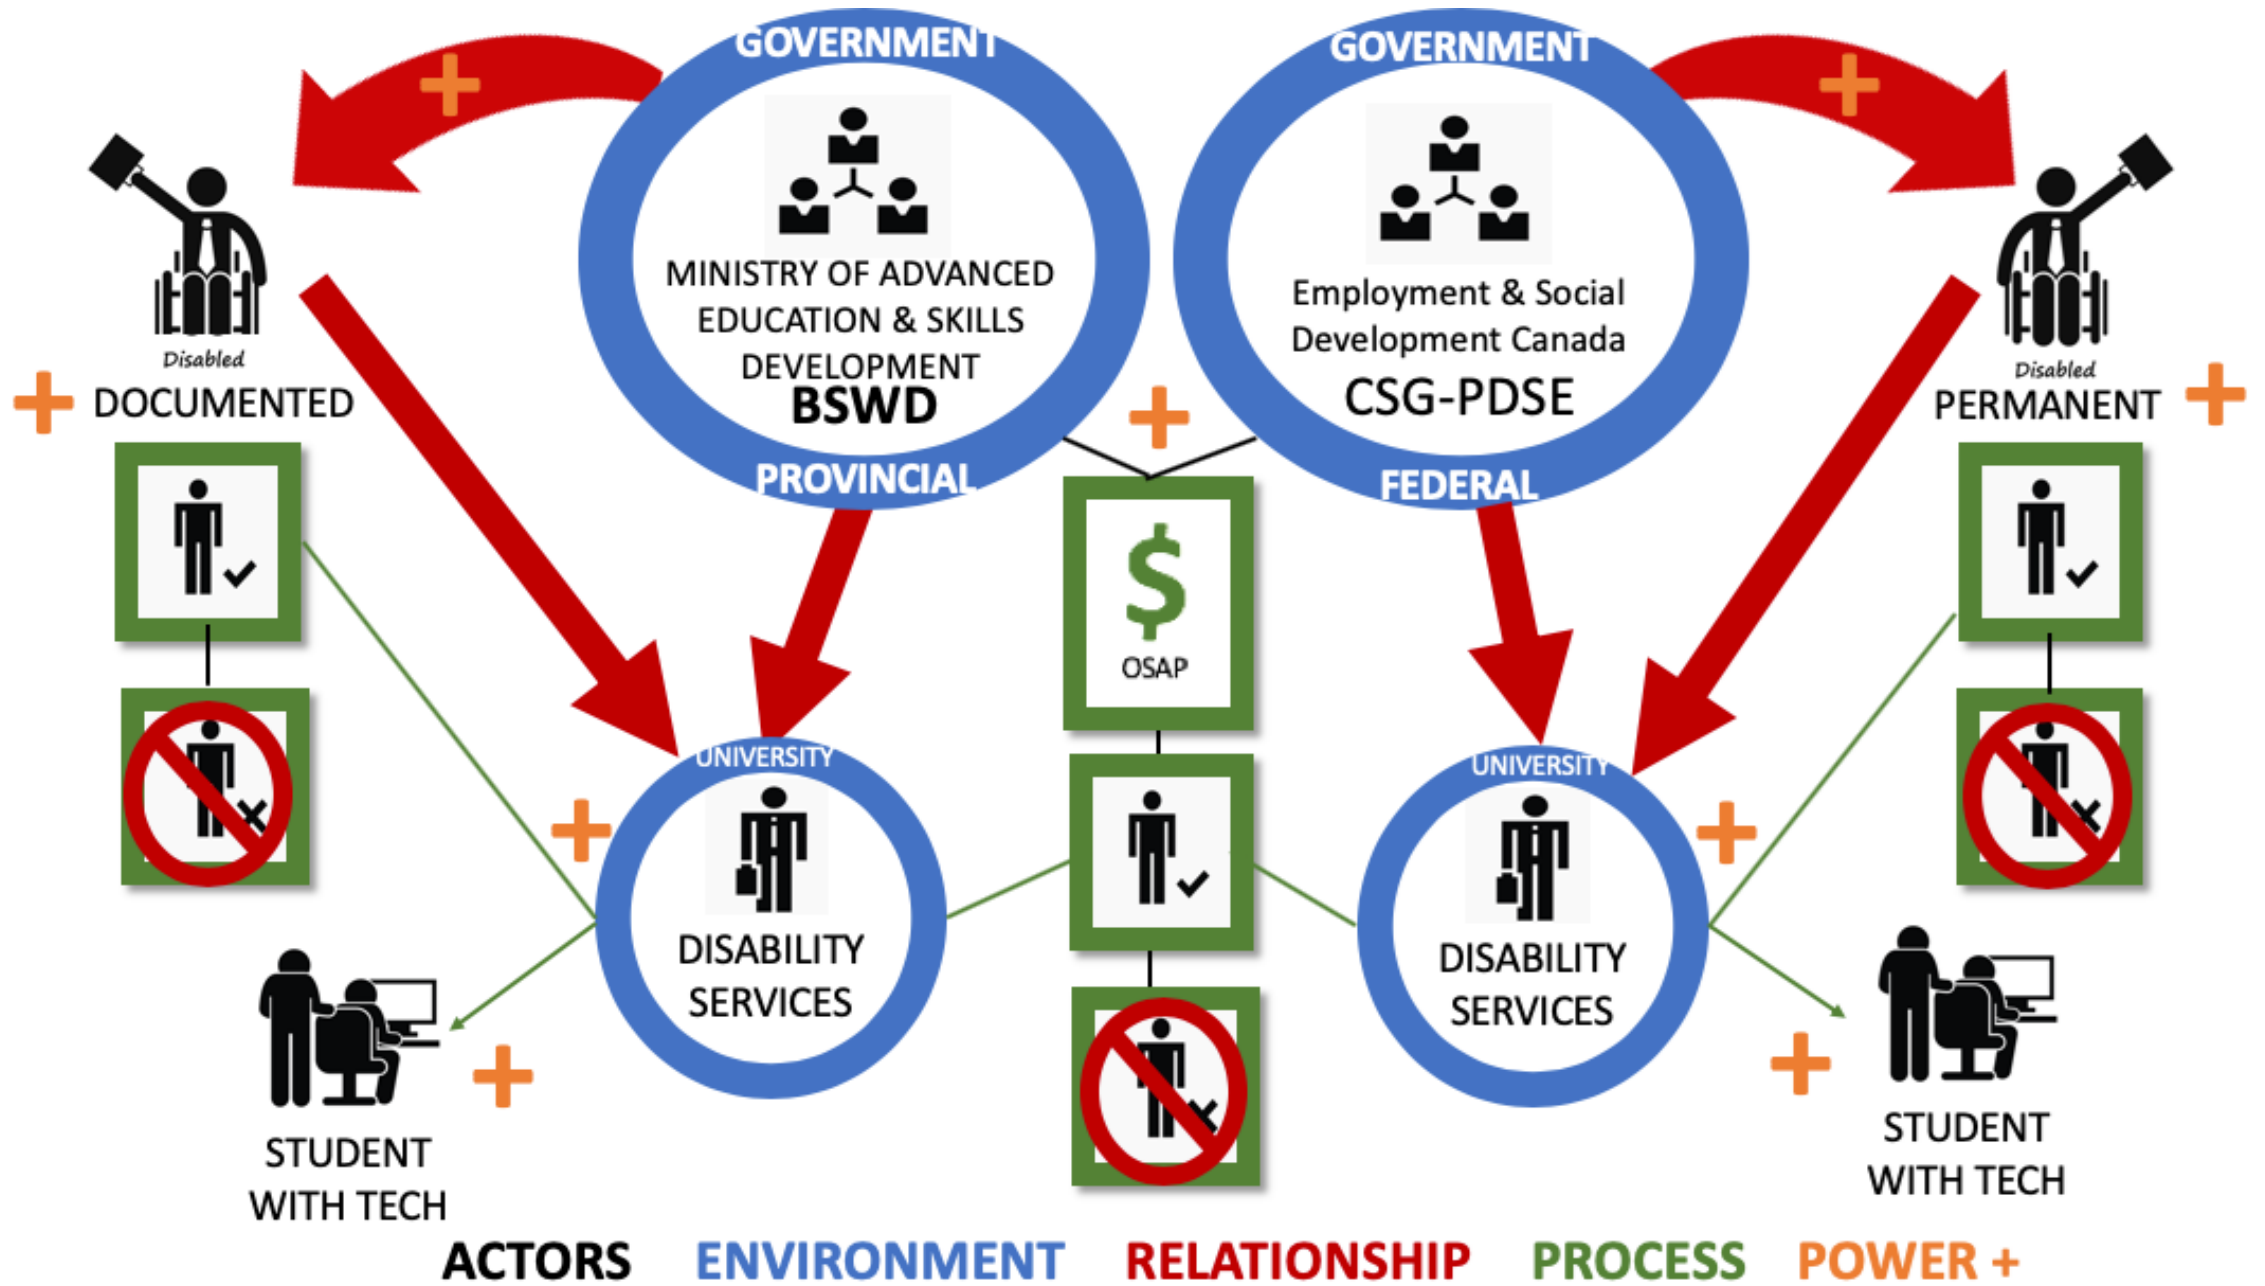 GOVERNMENT
GOVERNMENT
MINISTRY OF ADVANCED
EDUCATION & SKILLS
DEVELOPMENT
BSWD
PROVINCIAL
Employment & Social
Development Canada
CSG-PDSE
FEDERAL
Disabled
DOCUMENTED
Disabled
PERMANENT
$
OSAP
UNIVERSITY
DISABILITY
SERVICES
UNIVERSITY
DISABILITY
SERVICES
STUDENT
WITH TECH
STUDENT
WITH TECH
ACTORS ENVIRONMENT RELATIONSHIP PROCESS POWER +